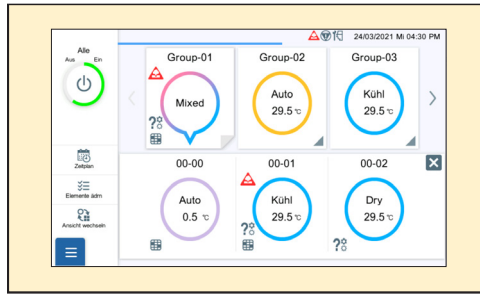 24/03/2021 Mi 04:30 PM
Alle
Aus Ein
Group-01
Mixed
Group-02
Auto
29.5 °C
Group-03
Kühl
29.5 °C
Zeitplan
Elemente ädrn
Ansicht wechseln
00-00
Auto
0.5 °C
00-01
Kühl
29.5 °C
00-02
Dry
29.5 °C